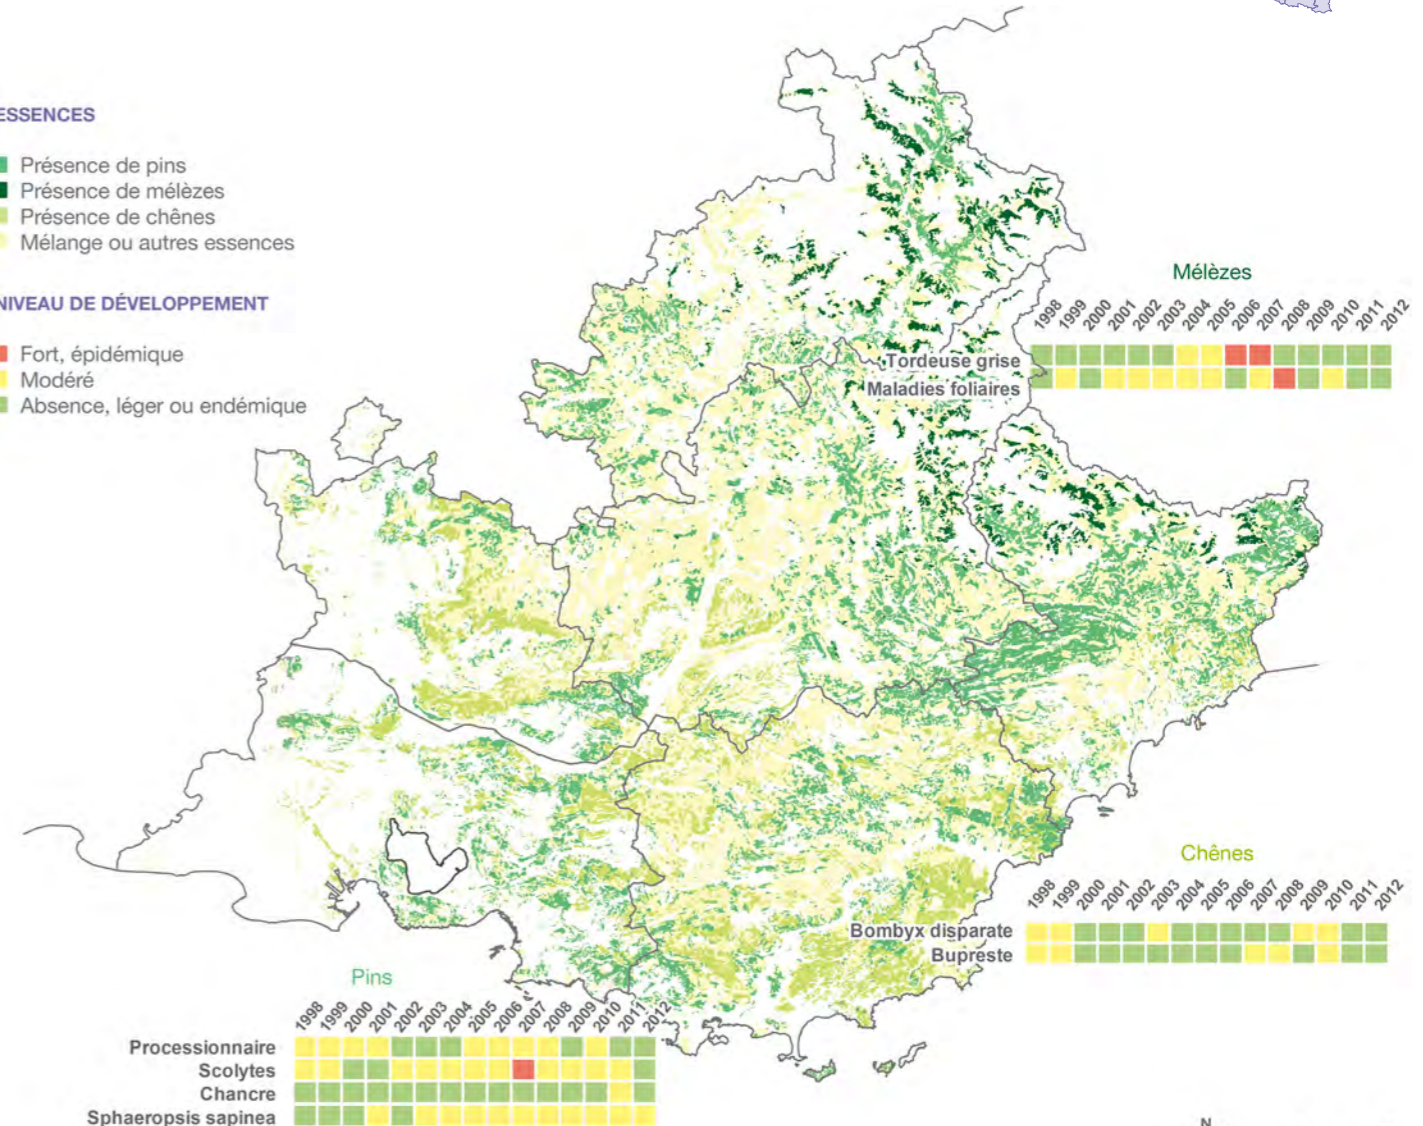 ESSENCES
Présence de pins
Présence de mélèzes
Présence de chênes
Mélange ou autres essences
NIVEAU DE DÉVELOPPEMENT
Fort, épidémique
Modéré
Absence, léger ou endémique
Mélèzes
1998 1999 2000 2001 2002 2003 2004 2005 2006 2007 2008 2009 2010 2011 2012
Tordeuse grise
Maladies foliaires
Chênes
1998 1999 2000 2001 2002 2003 2004 2005 2006 2007 2008 2009 2010 2011 2012
Bombyx disparate
Bupreste
Pins
1998 1999 2000 2001 2002 2003 2004 2005 2006 2007 2008 2009 2010 2011 2012
Processionnaire
Scolytes
Chancre
Sphaeropsis sapinea
N